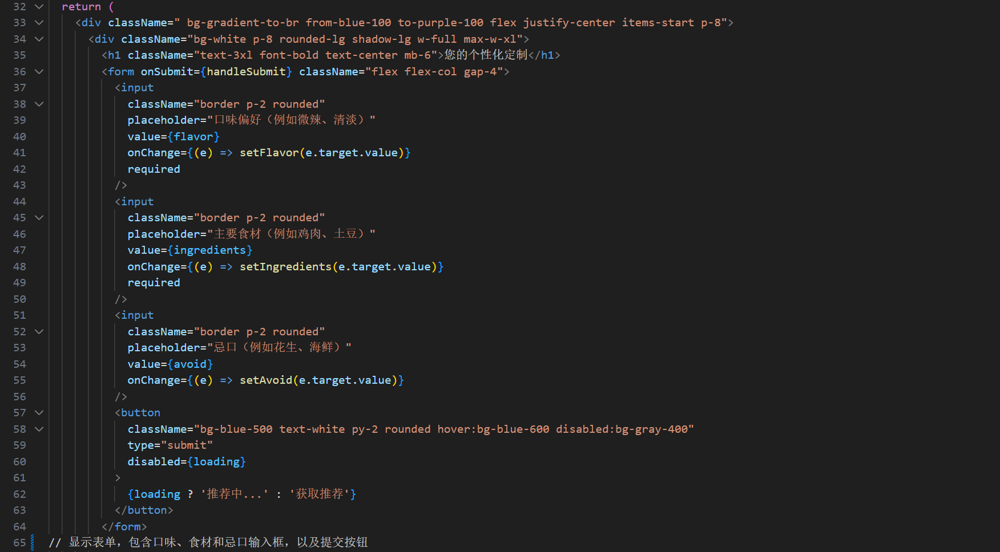 32 return (
33 <div className=" bg-gradient-to-br from-blue-100 to-purple-100 flex justify-center items-start p-8">
34 <div className="bg-white p-8 rounded-lg shadow-lg w-full max-w-xl">
35 <h1 className="text-3xl font-bold text-center mb-6">您的个性化定制</h1>
36 <form onSubmit={handleSubmit} className="flex flex-col gap-4">
37 <input
38 className="border p-2 rounded"
39 placeholder="口味偏好（例如微辣、清淡）"
40 value={flavor}
41 onChange={(e) => setFlavor(e.target.value)}
42 required
43 />
44 <input
45 className="border p-2 rounded"
46 placeholder="主要食材（例如鸡肉、土豆）"
47 value={ingredients}
48 onChange={(e) => setIngredients(e.target.value)}
49 required
50 />
51 <input
52 className="border p-2 rounded"
53 placeholder="忌口（例如花生、海鲜）"
54 value={avoid}
55 onChange={(e) => setAvoid(e.target.value)}
56 />
57 <button
58 className="bg-blue-500 text-white py-2 rounded hover:bg-blue-600 disabled:bg-gray-400"
59 type="submit"
60 disabled={loading}
61 >
62 {loading ? '推荐中...' : '获取推荐'}
63 </button>
64 </form>
65 // 显示表单，包含口味、食材和忌口输入框，以及提交按钮